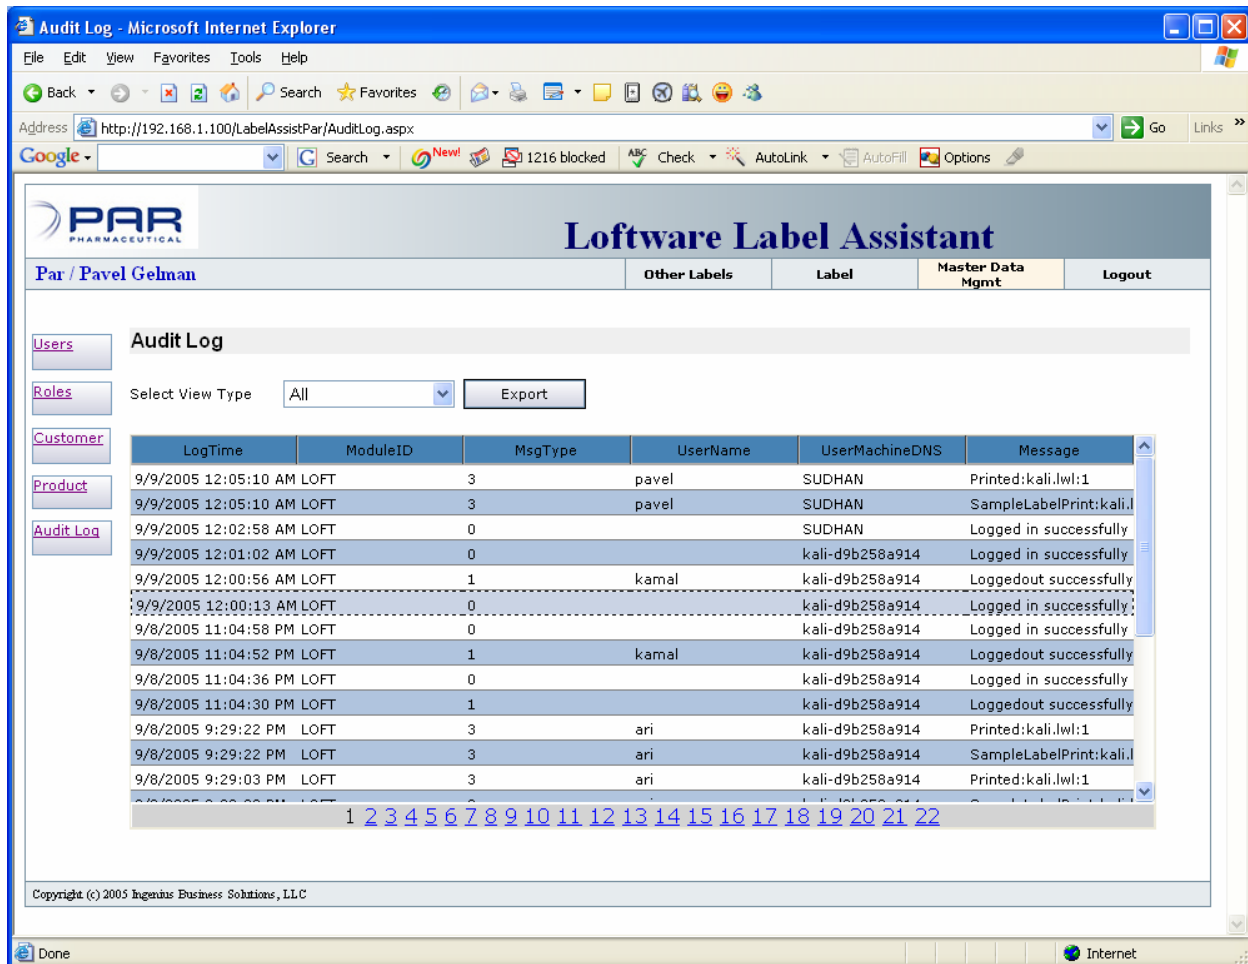 Audit Log - Microsoft Internet Explorer
File Edit View Favorites Tools Help
Back Search Favorites
Address http://192.168.1.100/LabelAssistPar/AuditLog.aspx Go Links »
Google Search New! 1216 blocked ABC Check AutoLink AutoFill Options
PAR
PHARMACEUTICAL
Loftware Label Assistant
Par / Pavel Gelman Other Labels Label Master Data Mgmt Logout
Audit Log
Users
Select View Type All Export
Roles
Customer
Product
Audit Log
LogTime ModuleID MsgType UserName UserMachineDNS Message
9/9/2005 12:05:10 AM LOFT 3 pavel SUDHAN Printed:kali.lwl:1
9/9/2005 12:05:10 AM LOFT 3 pavel SUDHAN SampleLabelPrint:kali.l
9/9/2005 12:02:58 AM LOFT 0 SUDHAN Logged in successfully
9/9/2005 12:01:02 AM LOFT 0 kali-d9b258a914 Logged in successfully
9/9/2005 12:00:56 AM LOFT 1 kamal kali-d9b258a914 Loggedout successfully
9/9/2005 12:00:13 AM LOFT 0 kali-d9b258a914 Logged in successfully
9/8/2005 11:04:58 PM LOFT 0 kali-d9b258a914 Logged in successfully
9/8/2005 11:04:52 PM LOFT 1 kamal kali-d9b258a914 Loggedout successfully
9/8/2005 11:04:36 PM LOFT 0 kali-d9b258a914 Logged in successfully
9/8/2005 11:04:30 PM LOFT 1 kali-d9b258a914 Loggedout successfully
9/8/2005 9:29:22 PM LOFT 3 ari kali-d9b258a914 Printed:kali.lwl:1
9/8/2005 9:29:22 PM LOFT 3 ari kali-d9b258a914 SampleLabelPrint:kali.l
9/8/2005 9:29:03 PM LOFT 3 ari kali-d9b258a914 Printed:kali.lwl:1
1 2 3 4 5 6 7 8 9 10 11 12 13 14 15 16 17 18 19 20 21 22
Copyright (c) 2005 Ingenius Business Solutions, LLC
Done Internet